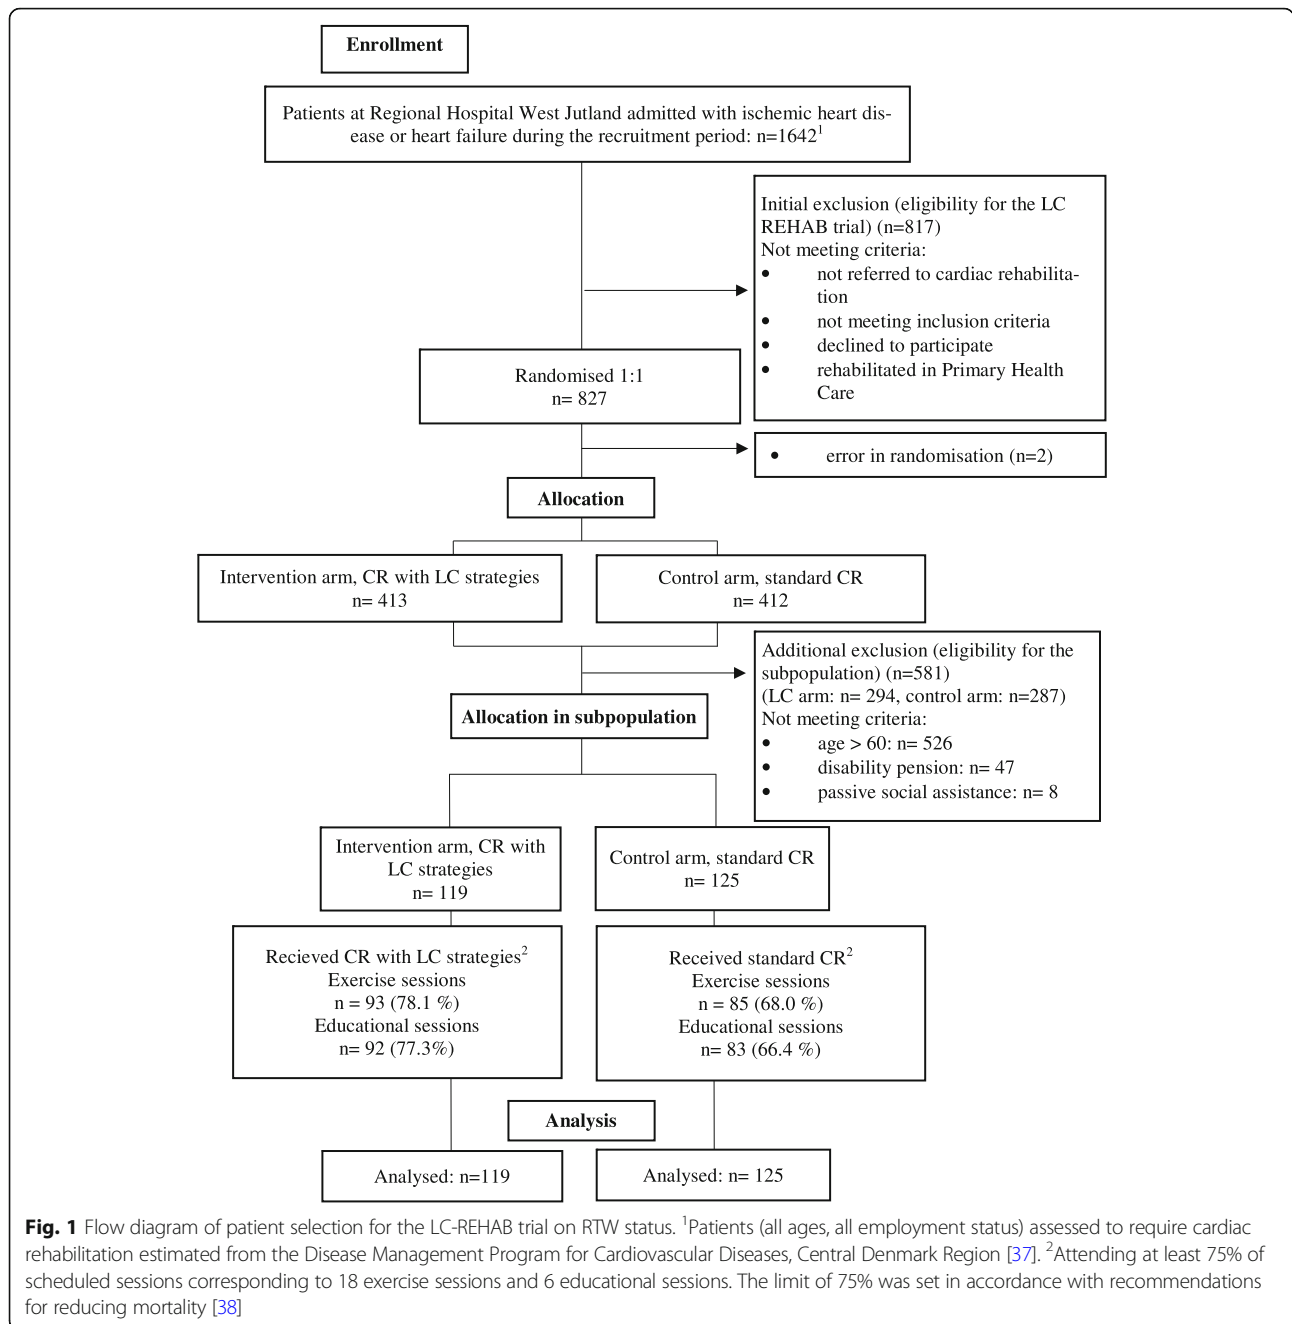 Enrollment
Patients at Regional Hospital West Jutland admitted with ischemic heart dis-
ease or heart failure during the recruitment period: n=1642¹
Initial exclusion (eligibility for the LC
REHAB trial) (n=817)
Not meeting criteria:
• not referred to cardiac rehabilita-
tion
• not meeting inclusion criteria
• declined to participate
• rehabilitated in Primary Health
Care
Randomised 1:1
n= 827
• error in randomisation (n=2)
Allocation
Intervention arm, CR with LC strategies
n= 413
Control arm, standard CR
n= 412
Additional exclusion (eligibility for the
subpopulation) (n=581)
(LC arm: n= 294, control arm: n=287)
Not meeting criteria:
• age > 60: n= 526
• disability pension: n= 47
• passive social assistance: n= 8
Allocation in subpopulation
Intervention arm, CR with
LC strategies
n= 119
Control arm, standard CR
n= 125
Recieved CR with LC strategies²
Exercise sessions
n = 93 (78.1 %)
Educational sessions
n= 92 (77.3%)
Received standard CR²
Exercise sessions
n = 85 (68.0 %)
Educational sessions
n= 83 (66.4 %)
Analysis
Analysed: n=119
Analysed: n= 125
Fig. 1 Flow diagram of patient selection for the LC-REHAB trial on RTW status. ¹Patients (all ages, all employment status) assessed to require cardiac
rehabilitation estimated from the Disease Management Program for Cardiovascular Diseases, Central Denmark Region [37]. ²Attending at least 75% of
scheduled sessions corresponding to 18 exercise sessions and 6 educational sessions. The limit of 75% was set in accordance with recommendations
for reducing mortality [38]